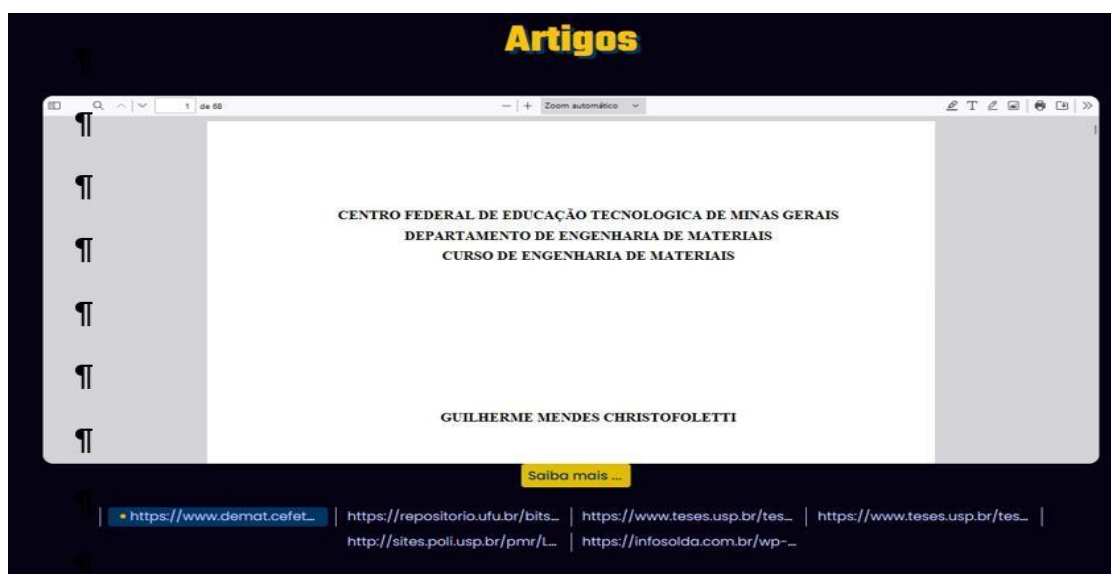 Artigos
1 de 68
Zoom automático
CENTRO FEDERAL DE EDUCAÇÃO TECNOLOGICA DE MINAS GERAIS
DEPARTAMENTO DE ENGENHARIA DE MATERIAIS
CURSO DE ENGENHARIA DE MATERIAIS
GUILHERME MENDES CHRISTOFOLETTI
Saiba mais ...
https://www.demat.cefet... | https://repositorio.ufu.br/bits... | https://www.teses.usp.br/tes... | https://www.teses.usp.br/tes... |
http://sites.poli.usp.br/pmr/L... | https://infosolda.com.br/wp-...
¶
¶
¶
¶
¶
¶
¶
¶
¶